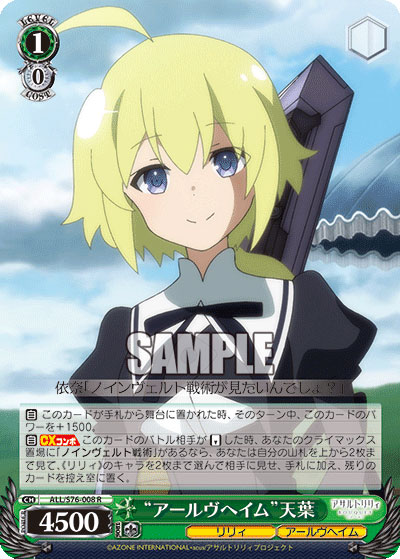 LEVEL
1
0
COST
SAMPLE
依奈「ノインヴェルト戦術が見たいんでしょ？」
自 このカードが手札から舞台に置かれた時、そのターン中、このカードのパワーを＋1500。
自 CXコンボ このカードのバトル相手が した時、あなたのクライマックス
置場に「ノインヴェルト戦術」があるなら、あなたは自分の山札を上から2枚ま
で見て、《リリィ》のキャラを2枚まで選んで相手に見せ、手札に加え、残りの
カードを控え室に置く。
CH ALL/S76-008 R
4500
“アールヴヘイム”天葉
アサルトリリィ
BOUQUET
リリィ
アールヴヘイム
©AZONE INTERNATIONAL・acus/アサルトリリィプロジェクト